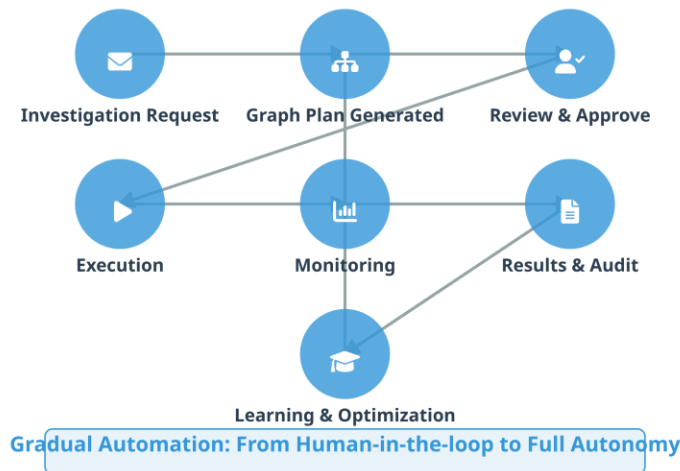 Investigation Request
Graph Plan Generated
Review & Approve
Execution
Monitoring
Results & Audit
Learning & Optimization
Gradual Automation: From Human-in-the-loop to Full Autonomy